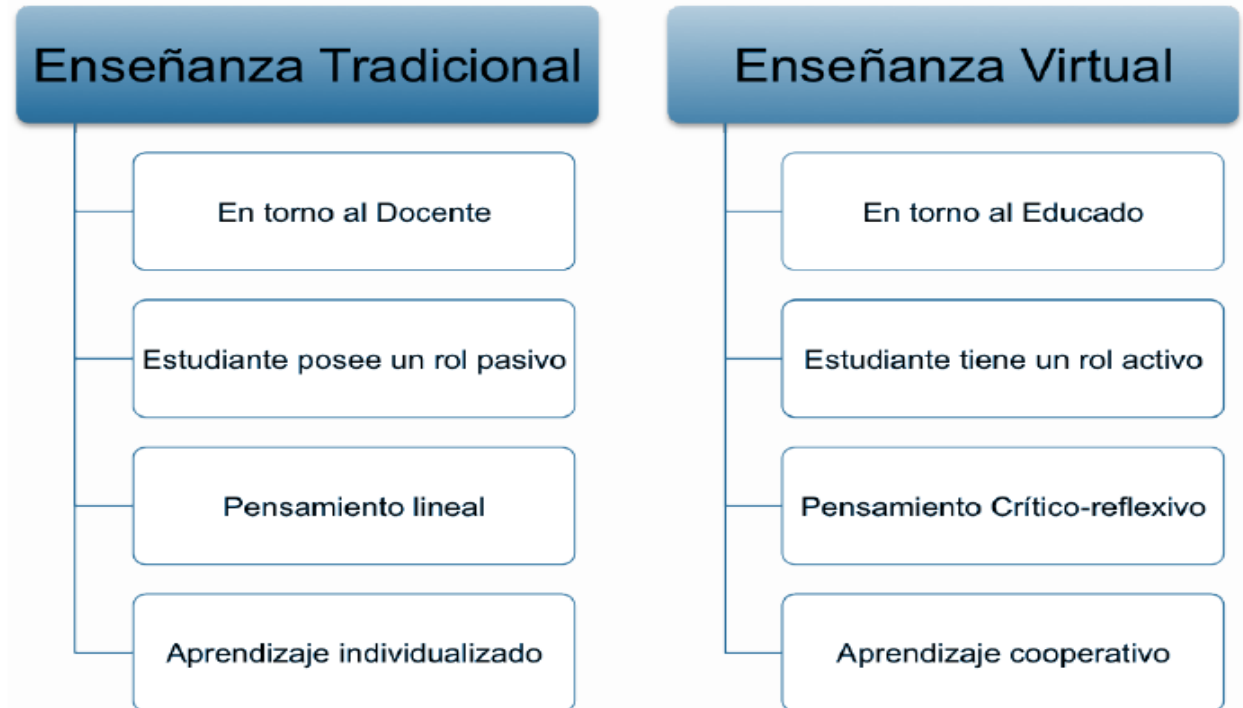 Enseñanza Tradicional
En torno al Docente
Estudiante posee un rol pasivo
Pensamiento lineal
Aprendizaje individualizado
Enseñanza Virtual
En torno al Educado
Estudiante tiene un rol activo
Pensamiento Crítico-reflexivo
Aprendizaje cooperativo